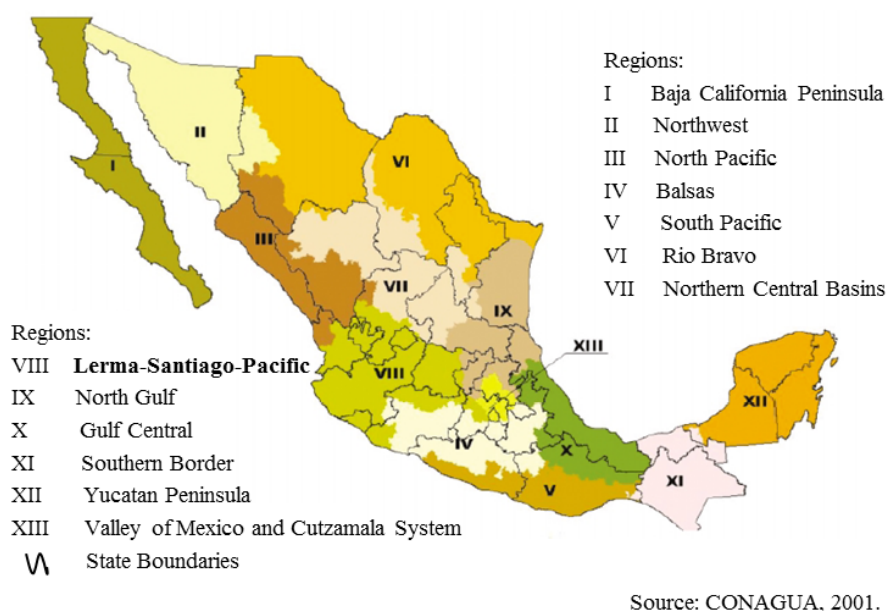 Regions:
I Baja California Peninsula
II Northwest
III North Pacific
IV Balsas
V South Pacific
VI Rio Bravo
VII Northern Central Basins
Regions:
VIII Lerma-Santiago-Pacific
IX North Gulf
X Gulf Central
XI Southern Border
XII Yucatan Peninsula
XIII Valley of Mexico and Cutzamala System
State Boundaries
I
II
III
VI
VII
IX
VIII
XIII
IV
X
V
XI
XII
Source: CONAGUA, 2001.